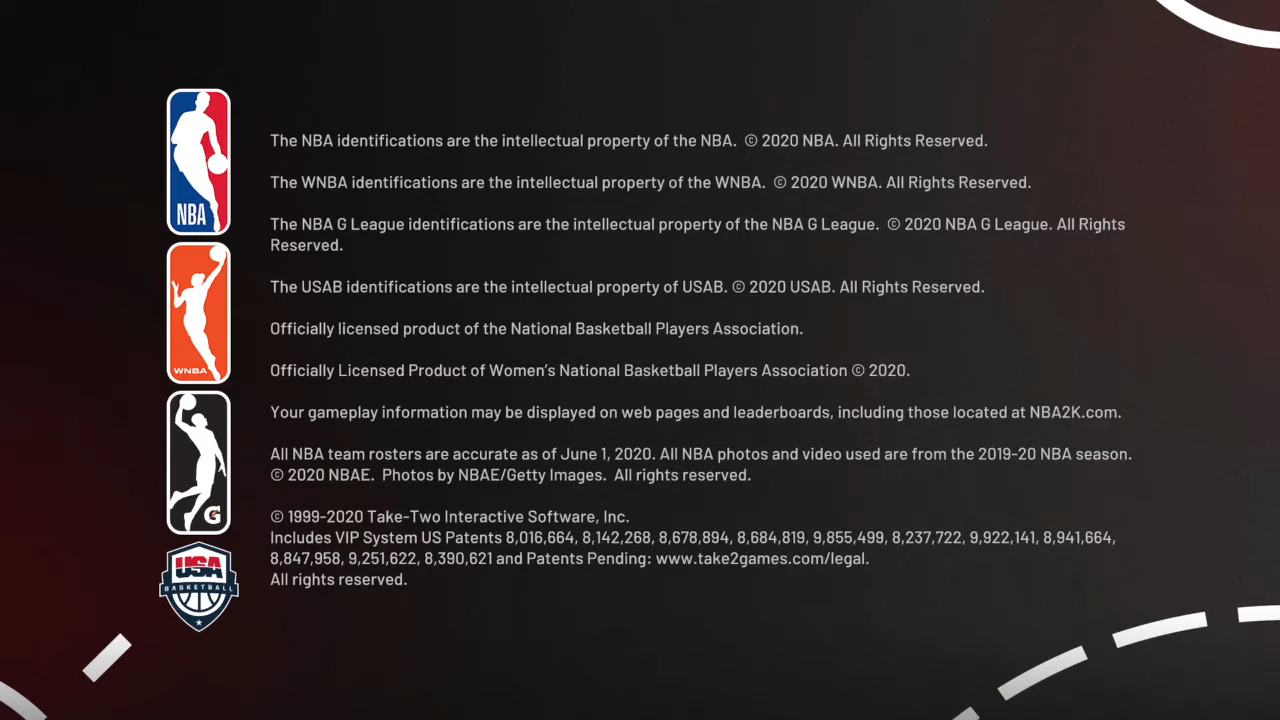 The NBA identifications are the intellectual property of the NBA.  © 2020 NBA. All Rights Reserved.
The WNBA identifications are the intellectual property of the WNBA.  © 2020 WNBA. All Rights Reserved.
The NBA G League identifications are the intellectual property of the NBA G League.  © 2020 NBA G League. All Rights
Reserved.
The USAB identifications are the intellectual property of USAB. © 2020 USAB. All Rights Reserved.
Officially licensed product of the National Basketball Players Association.
Officially Licensed Product of Women’s National Basketball Players Association © 2020.
Your gameplay information may be displayed on web pages and leaderboards, including those located at NBA2K.com.
All NBA team rosters are accurate as of June 1, 2020. All NBA photos and video used are from the 2019-20 NBA season.
© 2020 NBAE.  Photos by NBAE/Getty Images.  All rights reserved.
© 1999-2020 Take-Two Interactive Software, Inc.
Includes VIP System US Patents 8,016,664, 8,142,268, 8,678,894, 8,684,819, 9,855,499, 8,237,722, 9,922,141, 8,941,664,
8,847,958, 9,251,622, 8,390,621 and Patents Pending: www.take2games.com/legal.
All rights reserved.
NBA
WNBA
G
USA
BASKETBALL